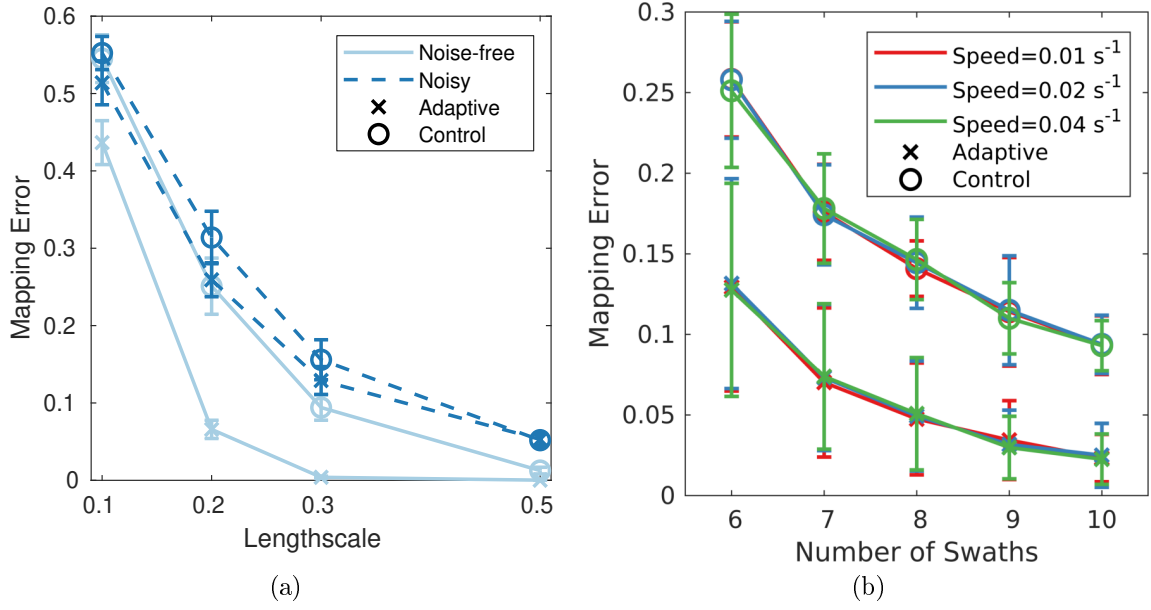 0.6
0.5
0.4
0.3
0.2
0.1
0
Mapping Error
0.1
0.2
0.3
0.5
Lengthscale
Noise-free
Noisy
Adaptive
Control
(a)
0.3
0.25
0.2
0.15
0.1
0.05
0
Mapping Error
6
7
8
9
10
Number of Swaths
Speed=0.01 s-1
Speed=0.02 s-1
Speed=0.04 s-1
Adaptive
Control
(b)